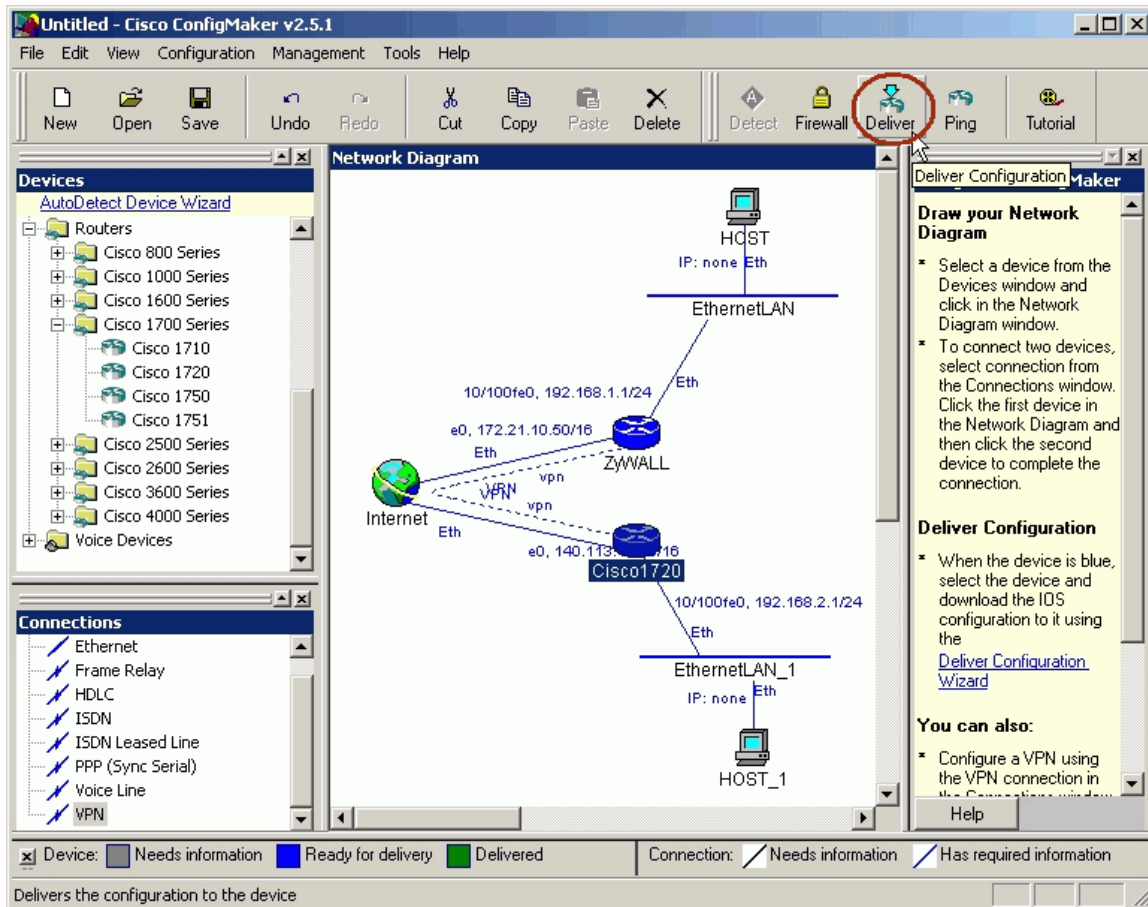 Untitled - Cisco ConfigMaker v2.5.1
File Edit View Configuration Management Tools Help
New Open Save Undo Redo Cut Copy Paste Delete Detect Firewall Deliver Ping Tutorial
Deliver Configuration
Devices
AutoDetect Device Wizard
Routers
Cisco 800 Series
Cisco 1000 Series
Cisco 1600 Series
Cisco 1700 Series
Cisco 1710
Cisco 1720
Cisco 1750
Cisco 1751
Cisco 2500 Series
Cisco 2600 Series
Cisco 3600 Series
Cisco 4000 Series
Voice Devices
Connections
Ethernet
Frame Relay
HDLC
ISDN
ISDN Leased Line
PPP (Sync Serial)
Voice Line
VPN
Network Diagram
HOST
IP: none Eth
EthernetLAN
Eth
10/100fe0, 192.168.1.1/24
e0, 172.21.10.50/16
Eth
ZyWALL
vpn
VPN
VPN
vpn
Internet
Eth
e0, 140.113. /16
Cisco1720
10/100fe0, 192.168.2.1/24
Eth
EthernetLAN_1
IP: none Eth
HOST_1
Maker
Draw your Network
Diagram
* Select a device from the
Devices window and
click in the Network
Diagram window.
* To connect two devices,
select connection from
the Connections window.
Click the first device in
the Network Diagram and
then click the second
device to complete the
connection.
Deliver Configuration
* When the device is blue,
select the device and
download the IOS
configuration to it using
the
Deliver Configuration
Wizard
You can also:
* Configure a VPN using
the VPN connection in
the Connections window
Help
Device: Needs information Ready for delivery Delivered Connection: Needs information Has required information
Delivers the configuration to the device